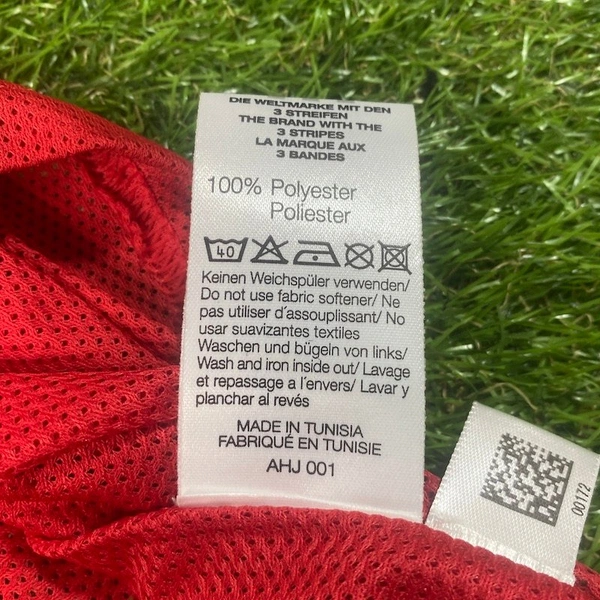 DIE WELTMARKE MIT DEN
3 STREIFEN
THE BRAND WITH THE
3 STRIPES
LA MARQUE AUX
3 BANDES
100% Polyester
Poliester
40
Keinen Weichspüler verwenden/
Do not use fabric softener/ Ne
pas utiliser d'assouplissant/ No
usar suavizantes textiles
Waschen und bügeln von links/
Wash and iron inside out/ Lavage
et repassage a l'envers/ Lavar y
planchar al revés
MADE IN TUNISIA
FABRIQUÉ EN TUNISIE
AHJ 001
00172